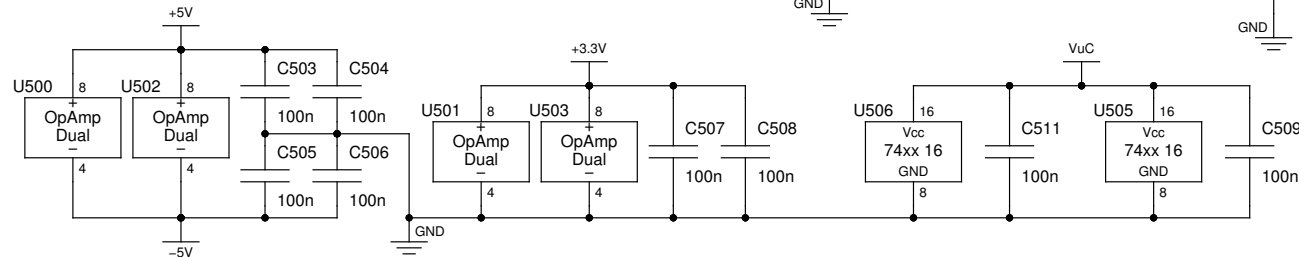 GND
GND
+5V
+3.3V
VuC
U500
8
+
OpAmp
Dual
−
4
U502
8
+
OpAmp
Dual
−
4
C503
100n
C504
100n
C505
100n
C506
100n
−5V
GND
U501
8
+
OpAmp
Dual
−
4
U503
8
+
OpAmp
Dual
−
4
C507
100n
C508
100n
U506
16
Vcc
74xx 16
GND
8
C511
100n
U505
16
Vcc
74xx 16
GND
8
C509
100n